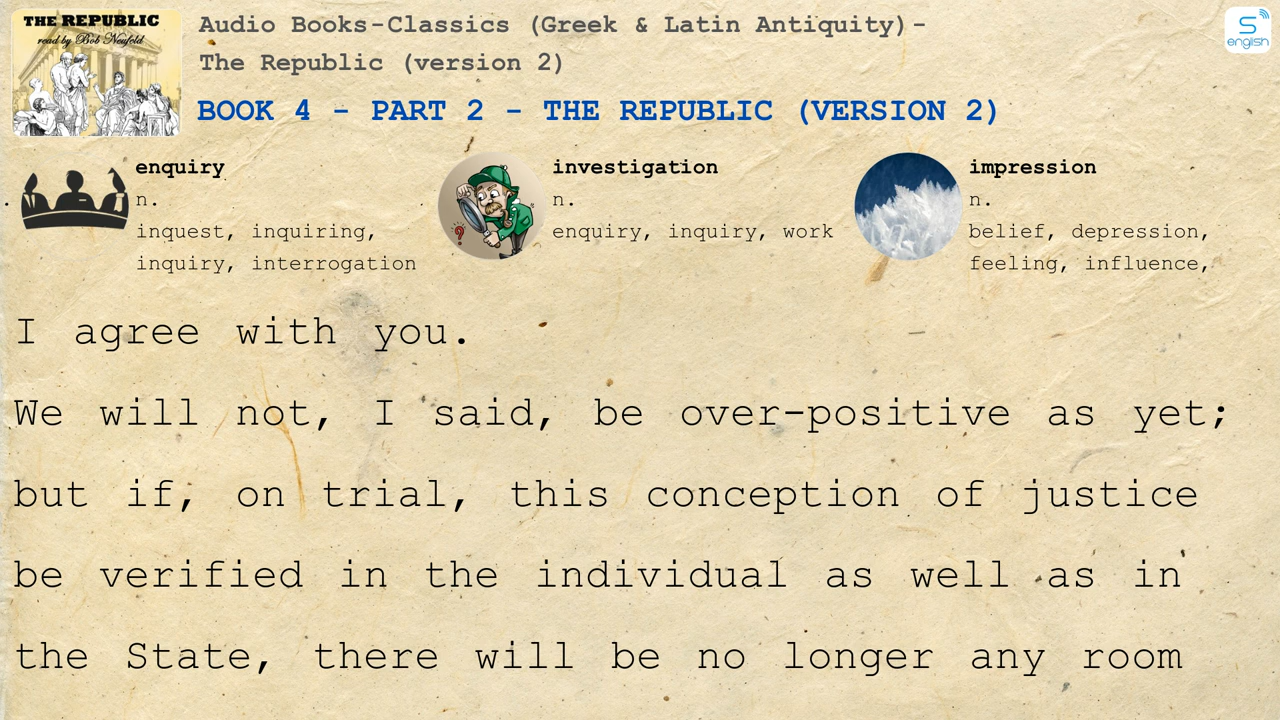 THE REPUBLIC
read by Bob Neufeld
Audio Books-Classics (Greek & Latin Antiquity)-
The Republic (version 2)
BOOK 4 - PART 2 - THE REPUBLIC (VERSION 2)
S
english
enquiry
n.
inquest, inquiring,
inquiry, interrogation
investigation
n.
enquiry, inquiry, work
impression
n.
belief, depression,
feeling, influence,
.
I agree with you.
We will not, I said, be over-positive as yet;
but if, on trial, this conception of justice
be verified in the individual as well as in
the State, there will be no longer any room